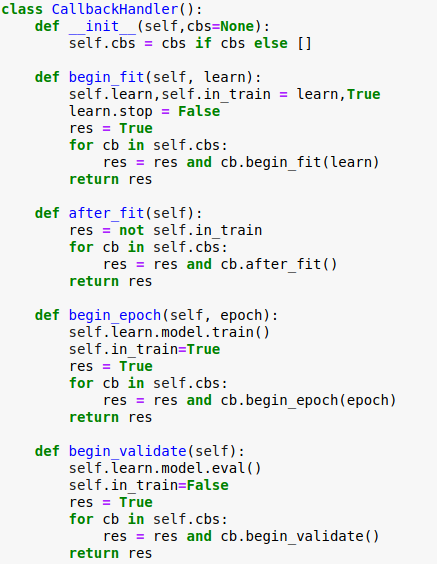 class CallbackHandler():
    def __init__(self,cbs=None):
        self.cbs = cbs if cbs else []

    def begin_fit(self, learn):
        self.learn,self.in_train = learn,True
        learn.stop = False
        res = True
        for cb in self.cbs:
            res = res and cb.begin_fit(learn)
        return res

    def after_fit(self):
        res = not self.in_train
        for cb in self.cbs:
            res = res and cb.after_fit()
        return res

    def begin_epoch(self, epoch):
        self.learn.model.train()
        self.in_train=True
        res = True
        for cb in self.cbs:
            res = res and cb.begin_epoch(epoch)
        return res

    def begin_validate(self):
        self.learn.model.eval()
        self.in_train=False
        res = True
        for cb in self.cbs:
            res = res and cb.begin_validate()
        return res